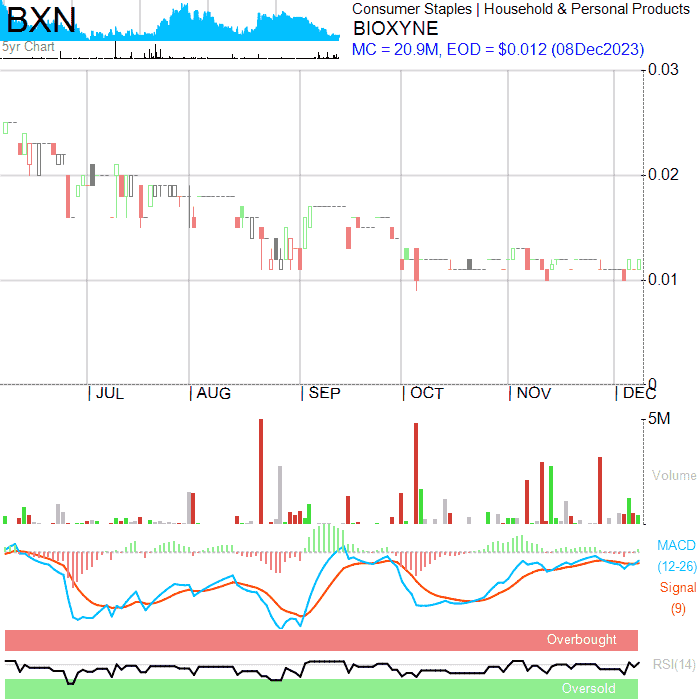 BXN
5yr Chart
Consumer Staples | Household & Personal Products
BIOXYNE
MC = 20.9M, EOD = $0.012 (08Dec2023)
0.03
0.02
0.01
0
JUL AUG SEP OCT NOV DEC
5M
Volume
MACD
(12-26)
Signal
(9)
Overbought
RSI(14)
Oversold